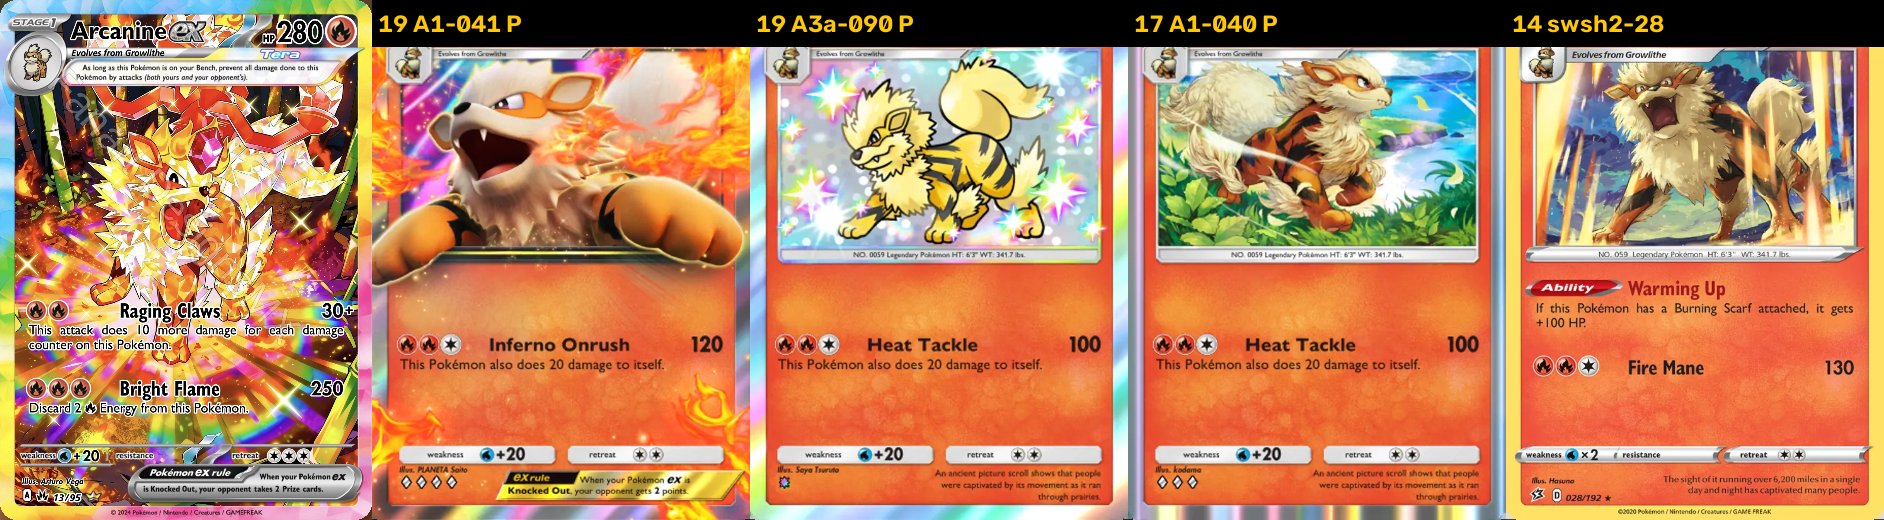 STAGE 1
Arcanine ex
HP 280
Tera
Evolves from Growlithe
As long as this Pokémon is on your Bench, prevent all damage done to this
Pokémon by attacks (both yours and your opponent's).
Raging Claws 30+
This attack does 10 more damage for each damage
counter on this Pokémon.
Bright Flame 250
Discard 2 Energy from this Pokémon.
weakness +20 resistance retreat
Pokémon ex rule When your Pokémon ex
is Knocked Out, your opponent takes 2 Prize cards.
Illus. Arturo Vega
A 13/95
© 2024 Pokémon / Nintendo / Creatures / GAMEFREAK
19 A1-041 P
Evolves from Growlithe
Inferno Onrush 120
This Pokémon also does 20 damage to itself.
weakness +20 retreat
Illus. PLANETA Saito
ex rule When your Pokémon ex is
Knocked Out, your opponent gets 2 points.
19 A3a-090 P
Evolves from Growlithe
NO. 0059 Legendary Pokémon HT: 6'3" WT: 341.7 lbs.
Heat Tackle 100
This Pokémon also does 20 damage to itself.
weakness +20 retreat
Illus. Saya Tsuruta
An ancient picture scroll shows that people
were captivated by its movement as it ran
through prairies.
17 A1-040 P
Evolves from Growlithe
NO. 0059 Legendary Pokémon HT: 6'3" WT: 341.7 lbs.
Heat Tackle 100
This Pokémon also does 20 damage to itself.
weakness +20 retreat
Illus. kodama
An ancient picture scroll shows that people
were captivated by its movement as it ran
through prairies.
14 swsh2-28
Evolves from Growlithe
NO. 059 Legendary Pokémon HT: 6'3" WT: 341.7 lbs.
Ability Warming Up
If this Pokémon has a Burning Scarf attached, it gets
+100 HP.
Fire Mane 130
weakness ×2 resistance retreat
Illus. Hasuno
D 028/192 ★
The sight of it running over 6,200 miles in a single
day and night has captivated many people.
©2020 Pokémon / Nintendo / Creatures / GAME FREAK